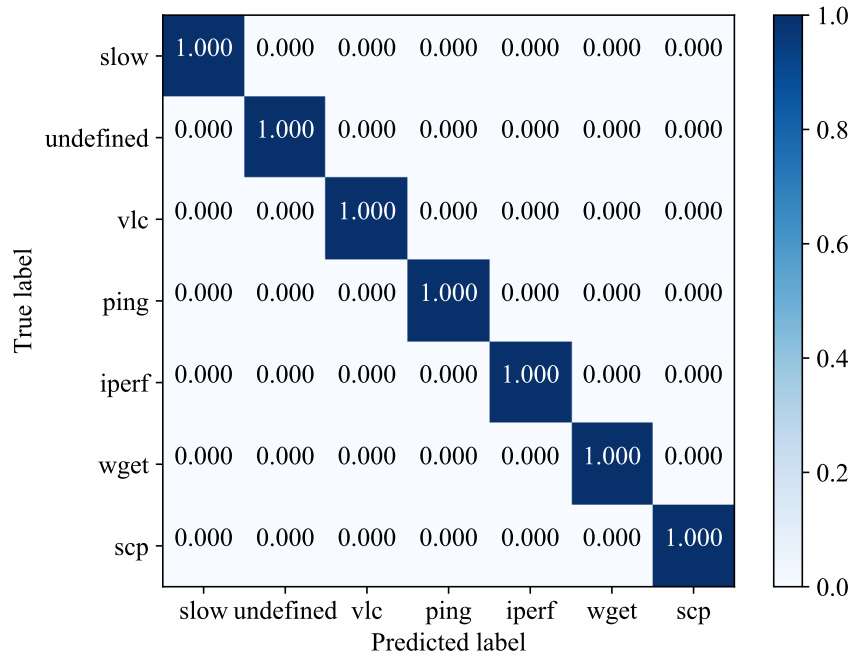 slow 1.000 0.000 0.000 0.000 0.000 0.000 0.000
undefined 0.000 1.000 0.000 0.000 0.000 0.000 0.000
vlc 0.000 0.000 1.000 0.000 0.000 0.000 0.000
ping 0.000 0.000 0.000 1.000 0.000 0.000 0.000
iperf 0.000 0.000 0.000 0.000 1.000 0.000 0.000
wget 0.000 0.000 0.000 0.000 0.000 1.000 0.000
scp 0.000 0.000 0.000 0.000 0.000 0.000 1.000
slow undefined vlc ping iperf wget scp
Predicted label
True label
1.0
0.8
0.6
0.4
0.2
0.0